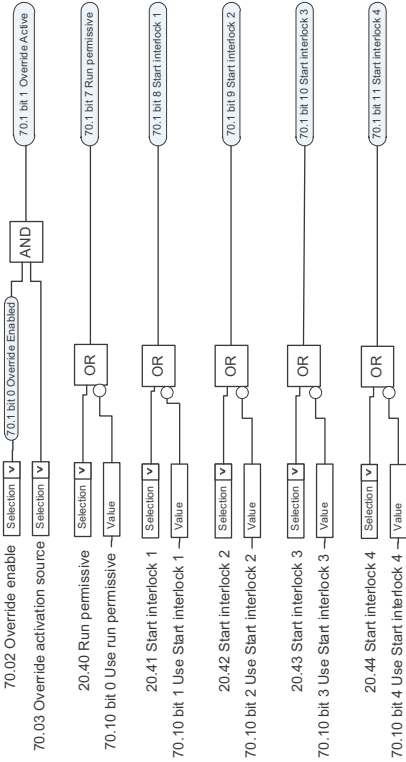 70.02 Override enable Selection v 70.1 bit 0 Override Enabled
AND 70.1 bit 1 Override Active
70.03 Override activation source Selection v
20.40 Run permissive Selection v
OR 70.1 bit 7 Run permissive
70.10 bit 0 Use run permissive Value
20.41 Start interlock 1 Selection v
OR 70.1 bit 8 Start interlock 1
70.10 bit 1 Use Start interlock 1 Value
20.42 Start interlock 2 Selection v
OR 70.1 bit 9 Start interlock 2
70.10 bit 2 Use Start interlock 2 Value
20.43 Start interlock 3 Selection v
OR 70.1 bit 10 Start interlock 3
70.10 bit 3 Use Start interlock 3 Value
20.44 Start interlock 4 Selection v
OR 70.1 bit 11 Start interlock 4
70.10 bit 4 Use Start interlock 4 Value